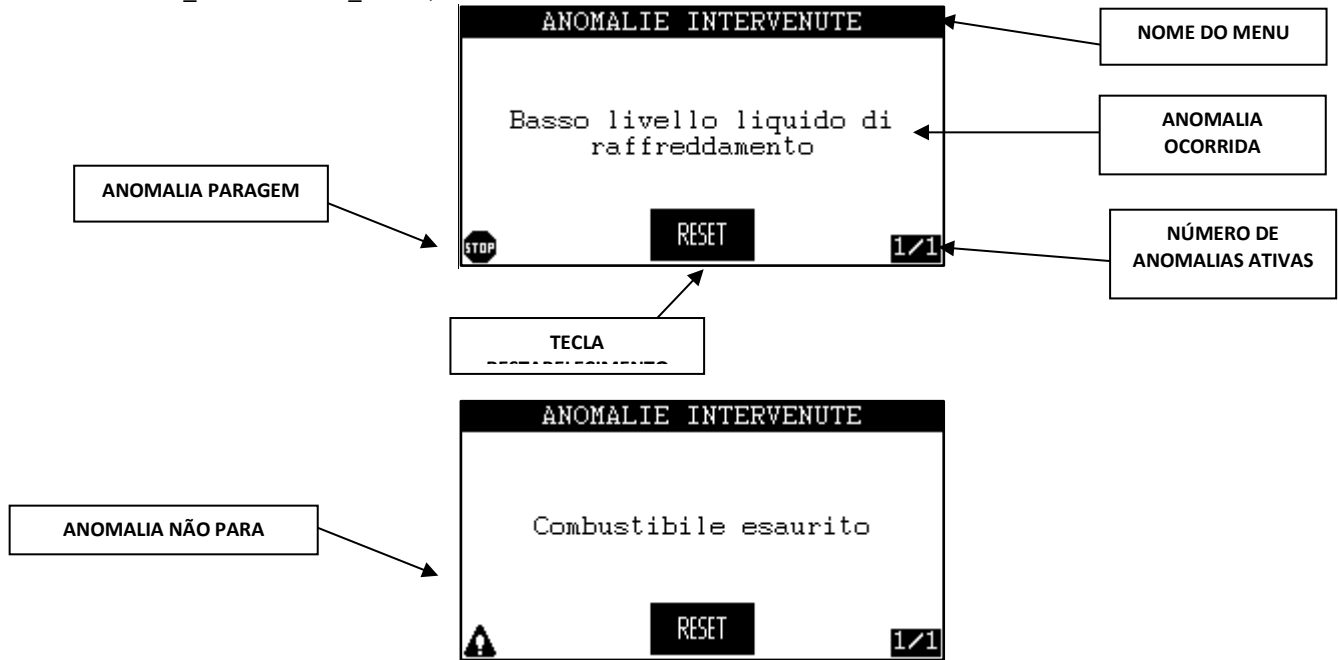 ANOMALIE INTERVENUTE
NOME DO MENU
Basso livello liquido di
raffreddamento
ANOMALIA
OCORRIDA
ANOMALIA PARAGEM
STOP
RESET
1/1
NÚMERO DE
ANOMALIAS ATIVAS
TECLA
ANOMALIE INTERVENUTE
ANOMALIA NÃO PARA
Combustibile esaurito
RESET
1/1